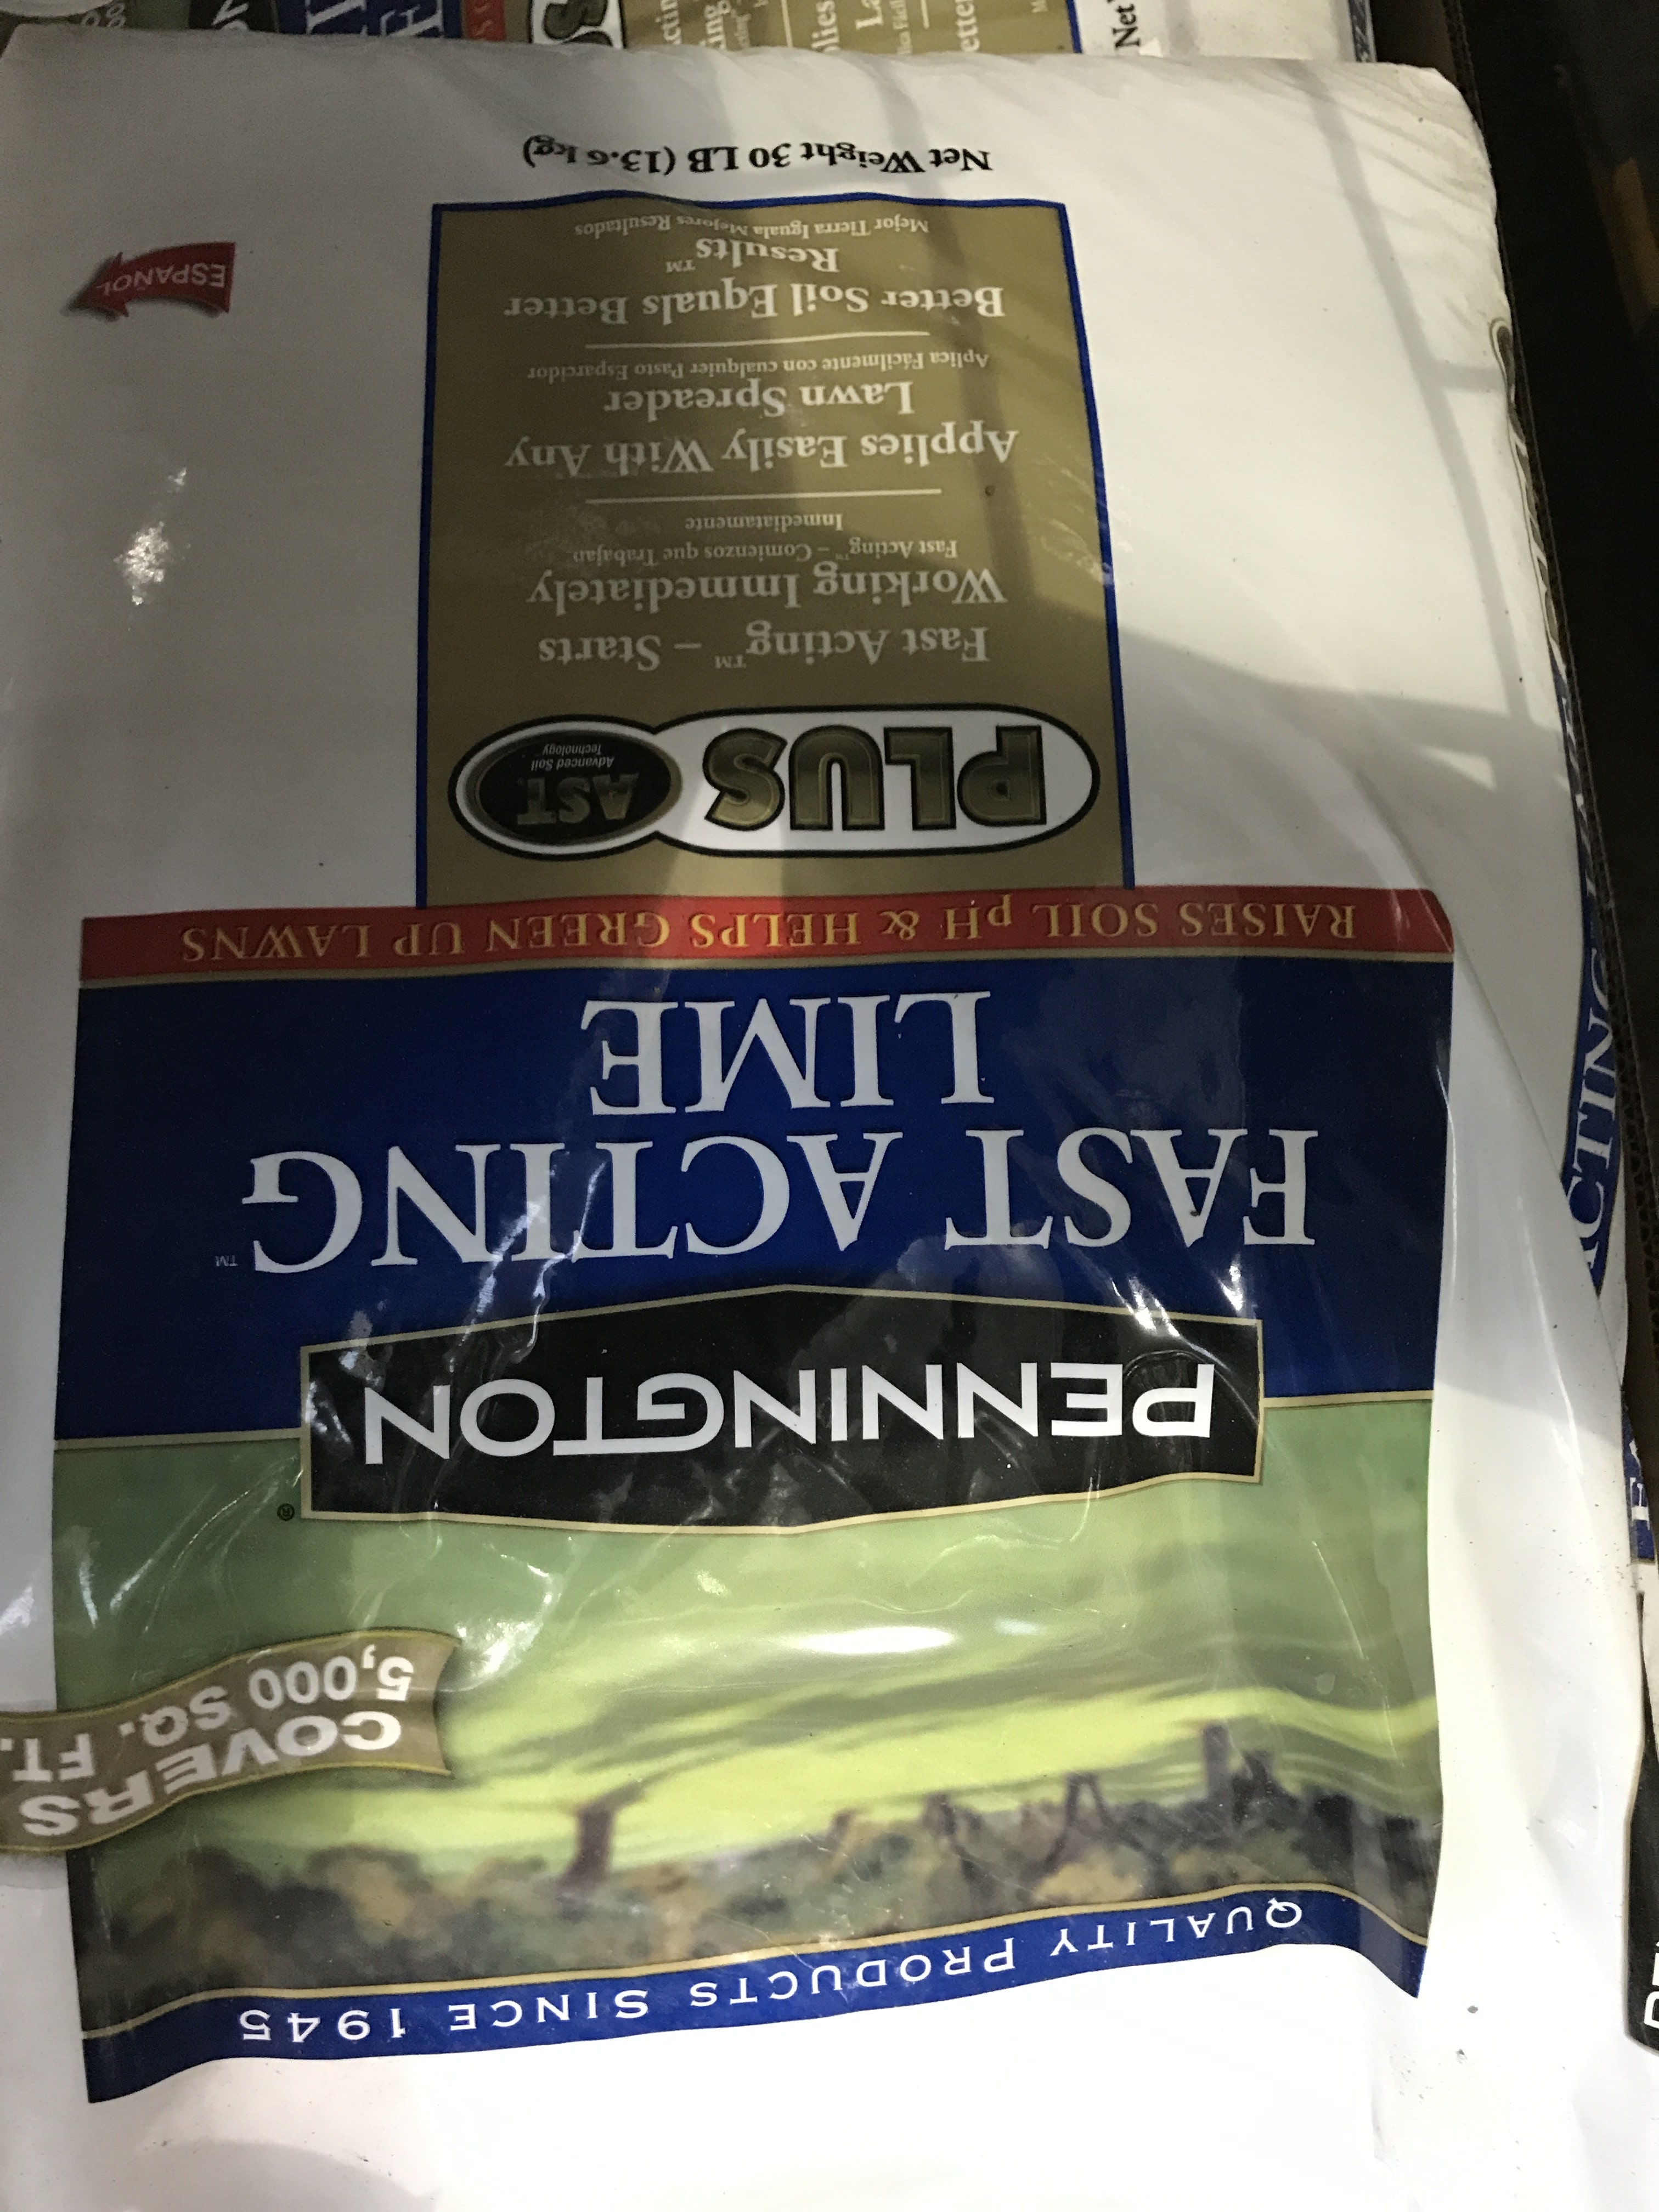 QUALITY PRODUCTS SINCE 1945
COVERS
5,000 SQ. FT.
PENNINGTON®
FAST ACTING™
LIME
RAISES SOIL pH & HELPS GREEN UP LAWNS
PLUS
AST
Advanced Soil
Technology
Fast Acting™ – Starts
Working Immediately
Fast Acting™ – Comienzos que Trabajan
Inmediatamente
Applies Easily With Any
Lawn Spreader
Aplica Fácilmente con cualquier Pasto Esparcidor
Better Soil Equals Better
Results™
Mejor Tierra Iguala Mejores Resultados
ESPAÑOL
Net Weight 30 LB (13.6 kg)
ACTING
Net